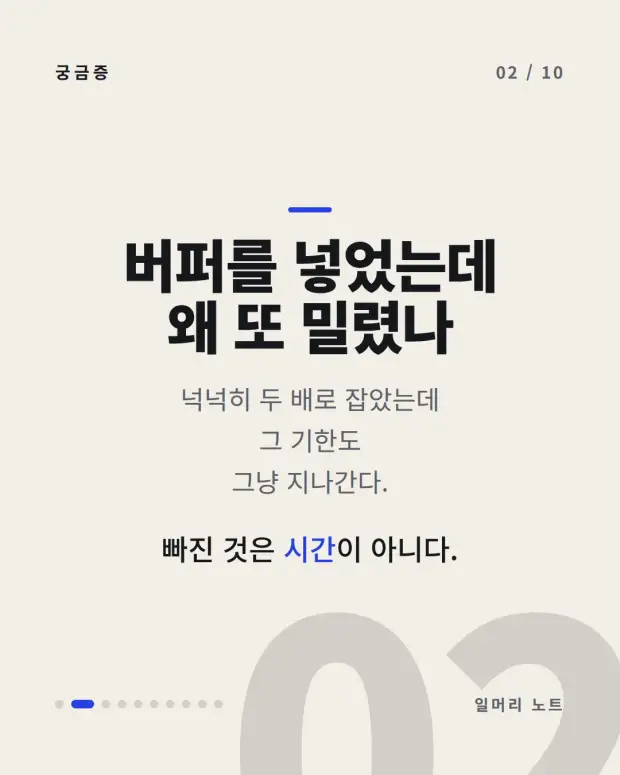 궁금증
02 / 10
버퍼를 넣었는데
왜 또 밀렸나
넉넉히 두 배로 잡았는데
그 기한도
그냥 지나간다.
빠진 것은 시간이 아니다.
02
일머리 노트